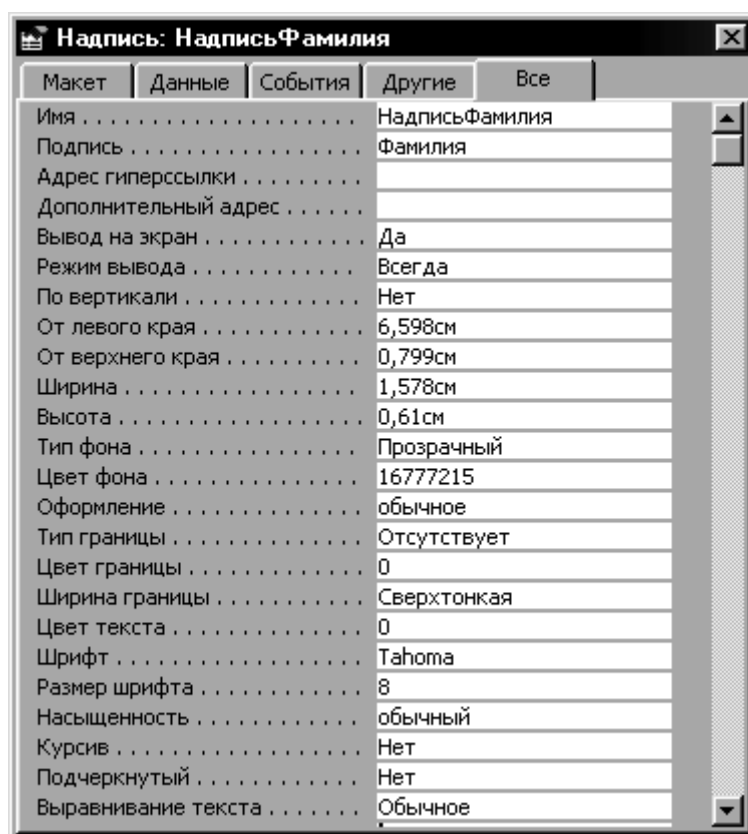 Надпись: НадписьФамилия
Макет Данные События Другие Все
Имя . . . . . . . . . . . . . . . . . . . . НадписьФамилия
Подпись . . . . . . . . . . . . . . . . . Фамилия
Адрес гиперссылки . . . . . . . . .
Дополнительный адрес . . . . . .
Вывод на экран . . . . . . . . . . . . Да
Режим вывода . . . . . . . . . . . . Всегда
По вертикали . . . . . . . . . . . . . Нет
От левого края . . . . . . . . . . . . 6,598см
От верхнего края . . . . . . . . . . 0,799см
Ширина . . . . . . . . . . . . . . . . . . 1,578см
Высота . . . . . . . . . . . . . . . . . . 0,61см
Тип фона . . . . . . . . . . . . . . . . Прозрачный
Цвет фона . . . . . . . . . . . . . . . 16777215
Оформление . . . . . . . . . . . . . . обычное
Тип границы . . . . . . . . . . . . . . Отсутствует
Цвет границы . . . . . . . . . . . . . 0
Ширина границы . . . . . . . . . . . Сверхтонкая
Цвет текста . . . . . . . . . . . . . . 0
Шрифт . . . . . . . . . . . . . . . . . . Tahoma
Размер шрифта . . . . . . . . . . . . 8
Насыщенность . . . . . . . . . . . . обычный
Курсив . . . . . . . . . . . . . . . . . . Нет
Подчеркнутый . . . . . . . . . . . . Нет
Выравнивание текста . . . . . . . Обычное